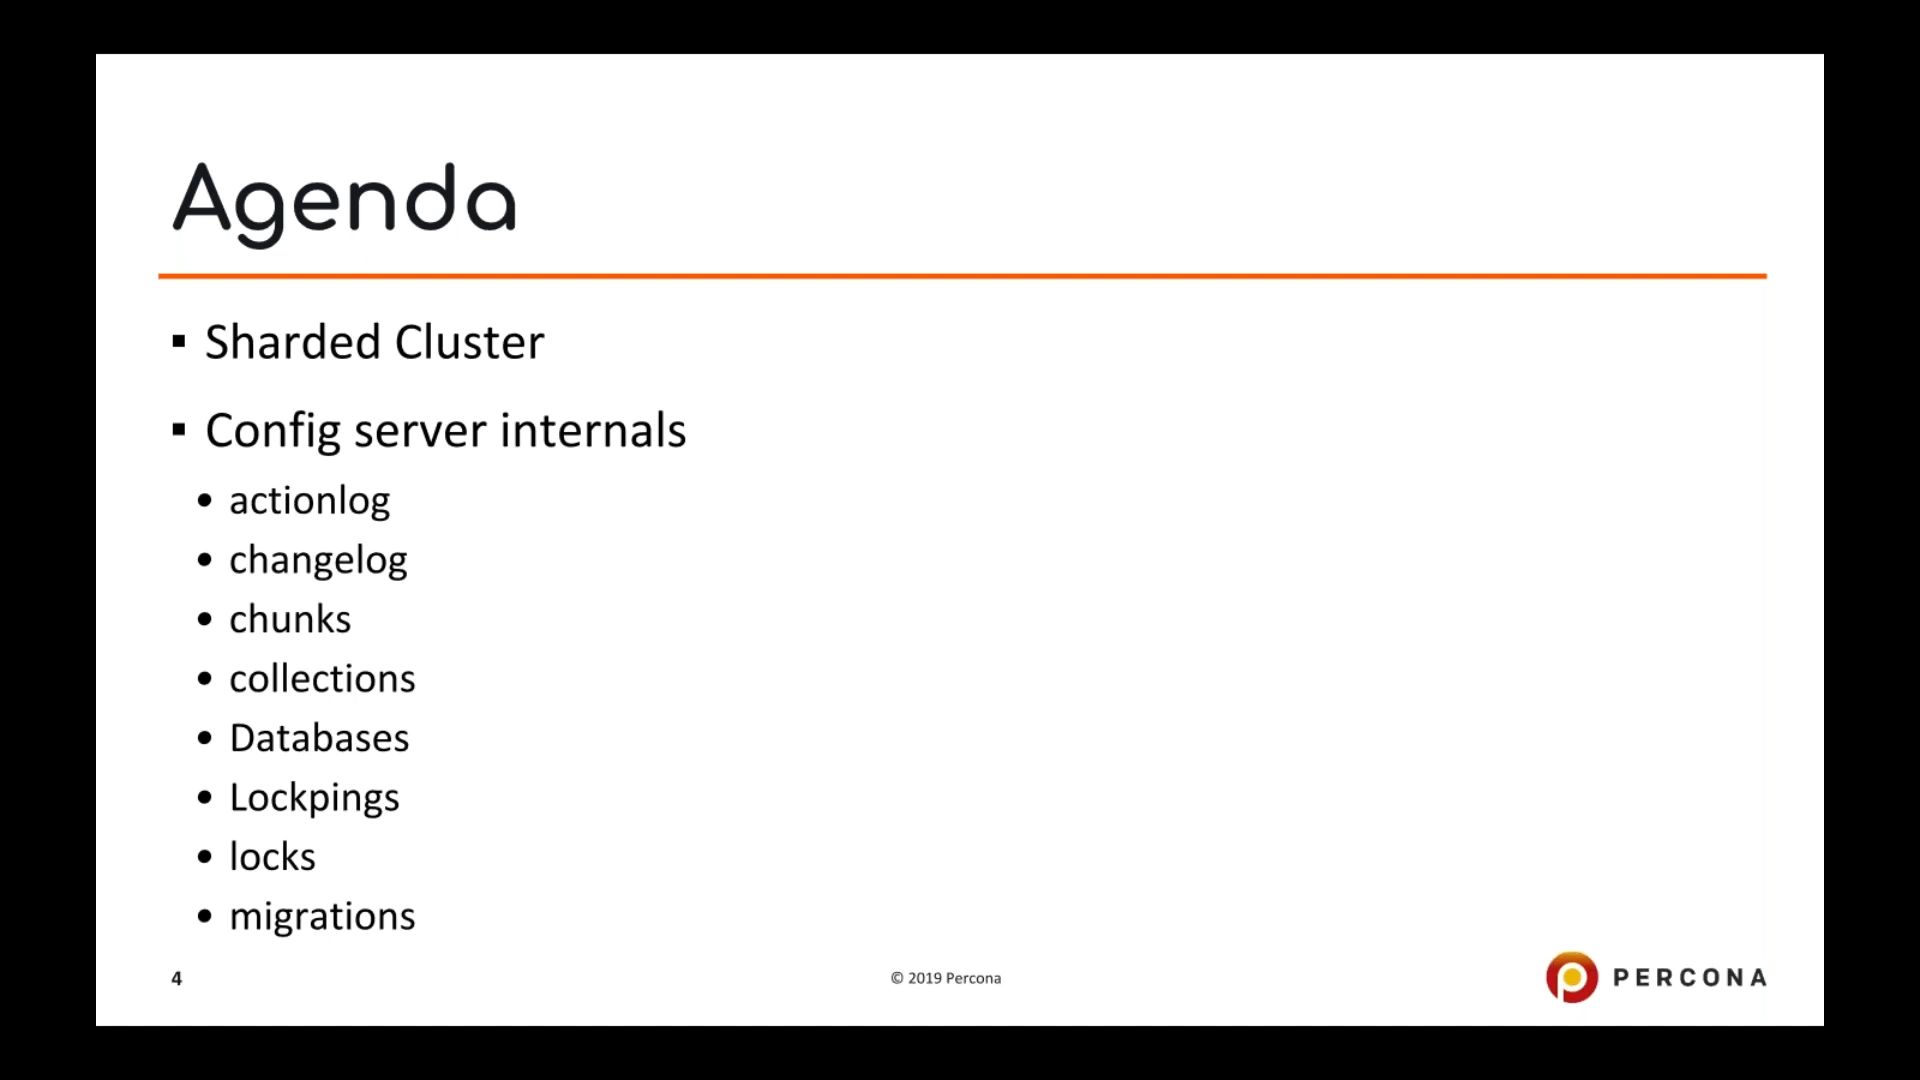 Agenda
▪ Sharded Cluster
▪ Config server internals
• actionlog
• changelog
• chunks
• collections
• Databases
• Lockpings
• locks
• migrations
4
© 2019 Percona
PERCONA